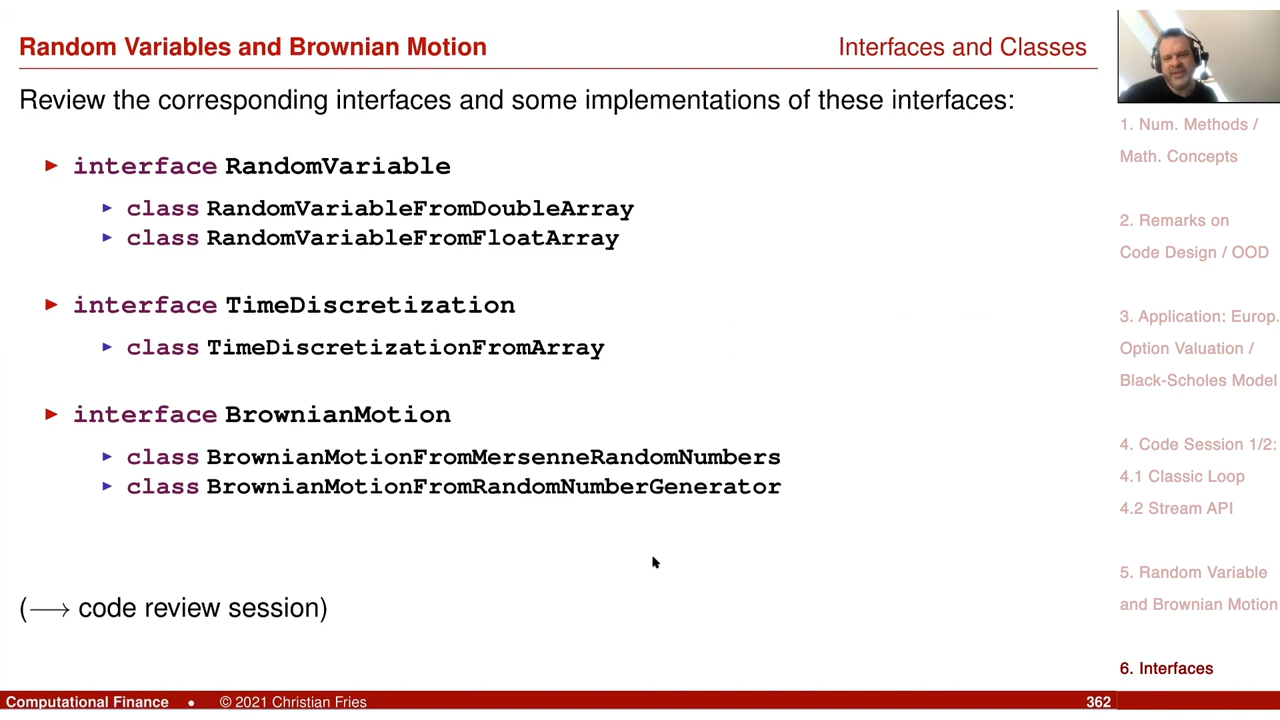 Random Variables and Brownian Motion
Interfaces and Classes
Review the corresponding interfaces and some implementations of these interfaces:
interface RandomVariable
class RandomVariableFromDoubleArray
class RandomVariableFromFloatArray
interface TimeDiscretization
class TimeDiscretizationFromArray
interface BrownianMotion
class BrownianMotionFromMersenneRandomNumbers
class BrownianMotionFromRandomNumberGenerator
(⟶ code review session)
1. Num. Methods /
Math. Concepts
2. Remarks on
Code Design / OOD
3. Application: Europ.
Option Valuation /
Black-Scholes Model
4. Code Session 1/2:
4.1 Classic Loop
4.2 Stream API
5. Random Variable
and Brownian Motion
6. Interfaces
Computational Finance • © 2021 Christian Fries
362